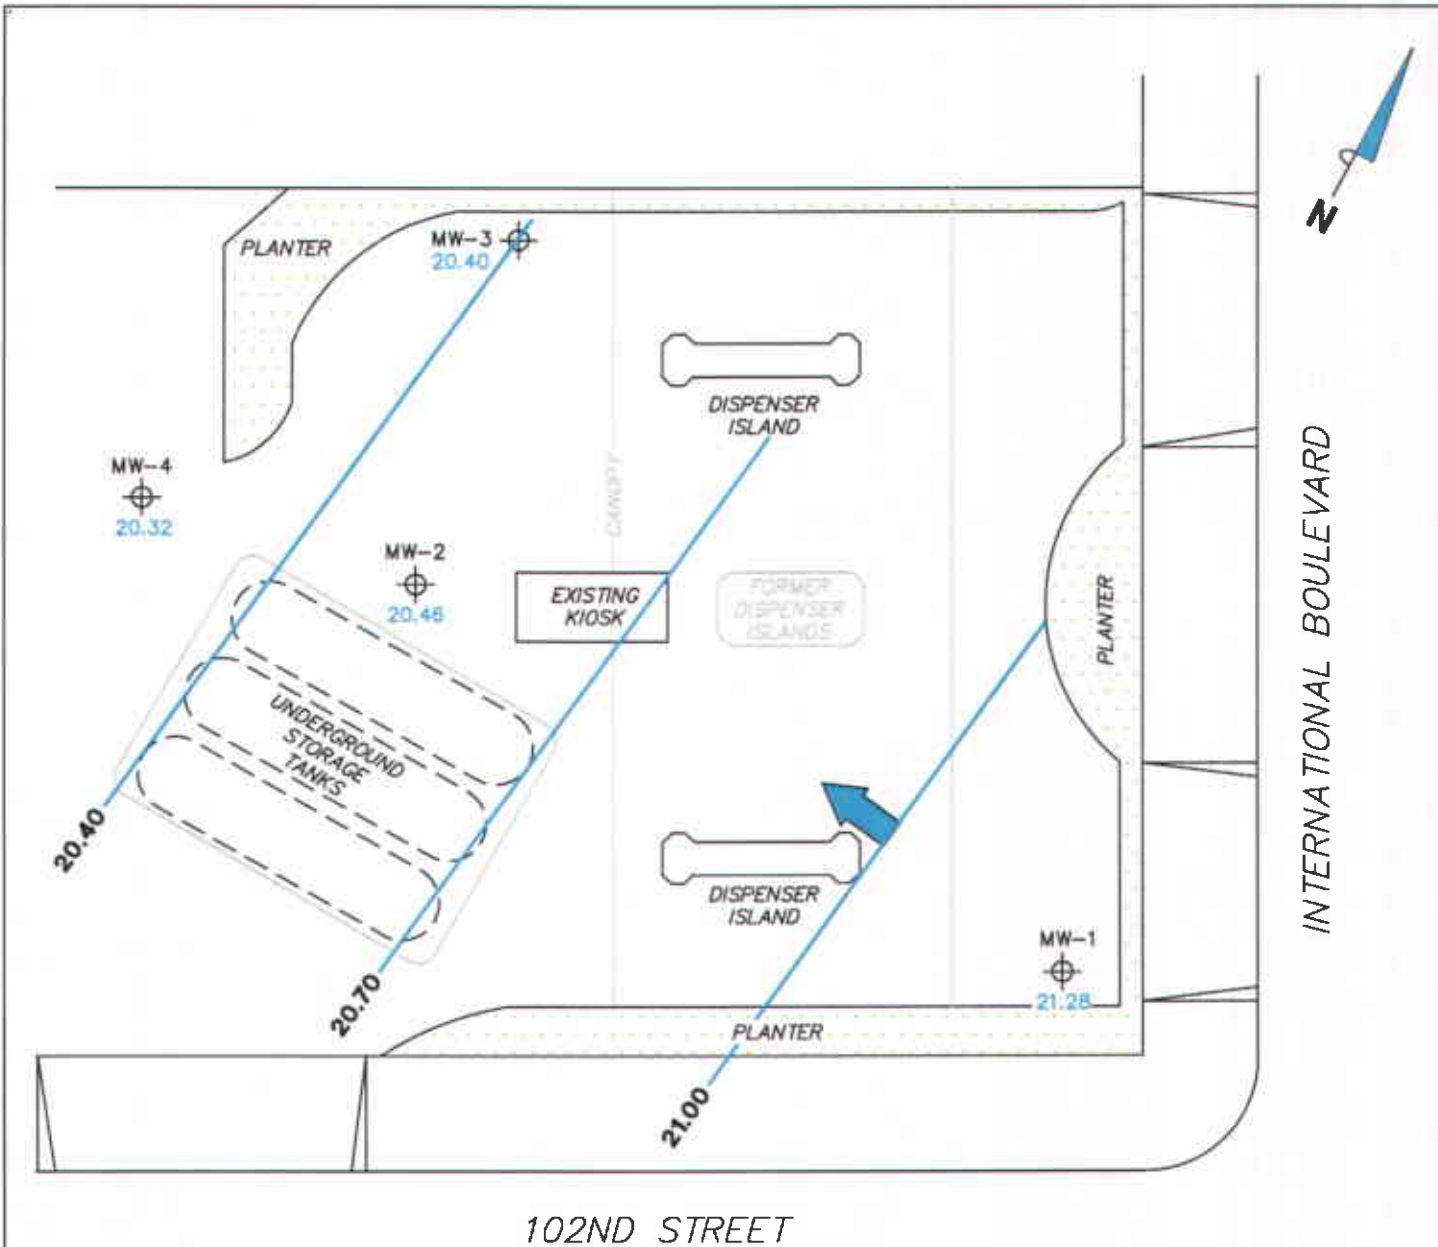 N
PLANTER
MW-3
20.40
DISPENSER
ISLAND
MW-4
20.32
CANOPY
MW-2
20.46
EXISTING
KIOSK
FORMER
DISPENSER
ISLANDS
PLANTER
INTERNATIONAL BOULEVARD
UNDERGROUND
STORAGE
TANKS
20.40
DISPENSER
ISLAND
MW-1
21.28
20.70
PLANTER
21.00
102ND STREET